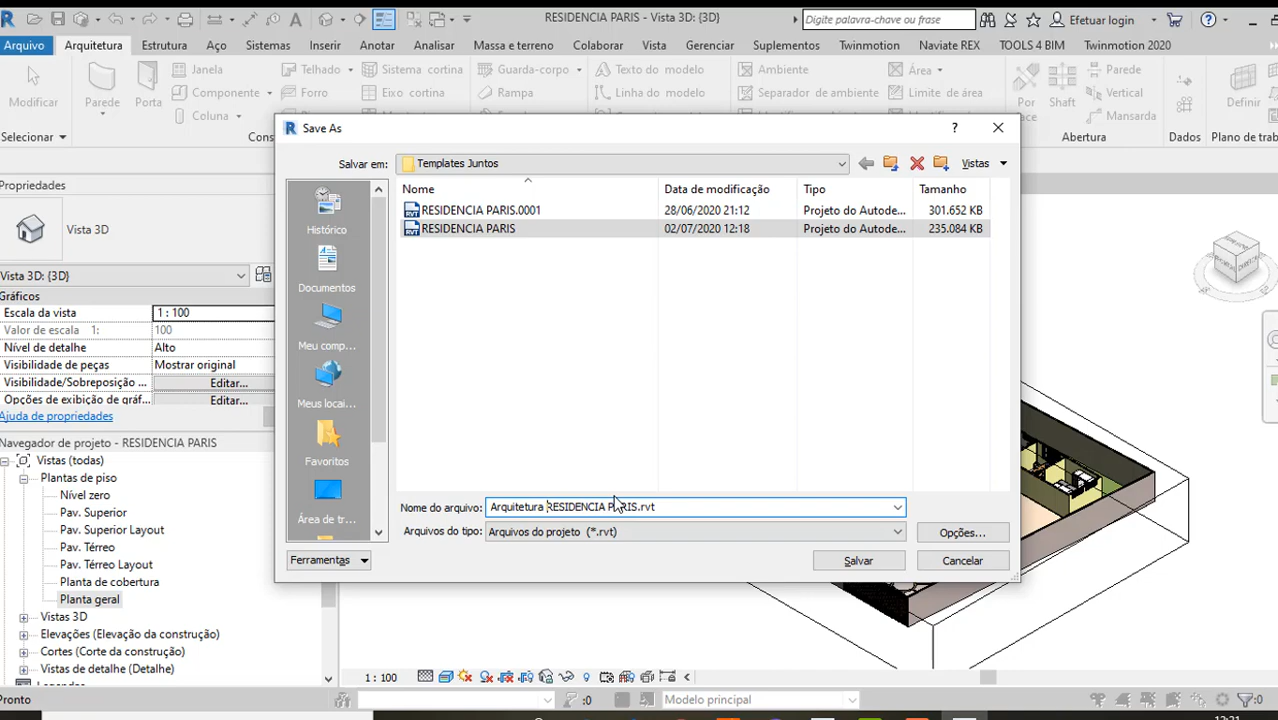 RESIDENCIA PARIS - Vista 3D: {3D}
Digite palavra-chave ou frase
Efetuar login
Arquivo Arquitetura Estrutura Aço Sistemas Inserir Anotar Analisar Massa e terreno Colaborar Vista Gerenciar Suplementos Twinmotion Naviate REX TOOLS 4 BIM Twinmotion 2020
Modificar
Parede
Porta
Janela
Componente
Coluna
Telhado
Forro
Sistema cortina
Eixo cortina
Guarda-corpo
Rampa
Texto do modelo
Linha do modelo
Ambiente
Separador de ambiente
Área
Limite de área
Por
Face
Shaft
Parede
Vertical
Mansarda
Definir
Selecionar
Abertura
Dados
Plano de trab
Save As
Salvar em: Templates Juntos
Vistas
Nome Data de modificação Tipo Tamanho
RESIDENCIA PARIS.0001 28/06/2020 21:12 Projeto do Autode... 301.652 KB
RESIDENCIA PARIS 02/07/2020 12:18 Projeto do Autode... 235.084 KB
Histórico
Documentos
Meu comp...
Meus locai...
Favoritos
Área de tr...
Nome do arquivo: Arquitetura RESIDENCIA PARIS.rvt
Arquivos do tipo: Arquivos do projeto (*.rvt)
Opções...
Ferramentas
Salvar
Cancelar
Propriedades
Vista 3D
Vista 3D: {3D}
Gráficos
Escala da vista 1 : 100
Valor de escala 1: 100
Nível de detalhe Alto
Visibilidade de peças Mostrar original
Visibilidade/Sobreposição ... Editar...
Opções de exibição de gráf... Editar...
Ajuda de propriedades
Navegador de projeto - RESIDENCIA PARIS
Vistas (todas)
Plantas de piso
Nível zero
Pav. Superior
Pav. Superior Layout
Pav. Térreo
Pav. Térreo Layout
Planta de cobertura
Planta geral
Vistas 3D
Elevações (Elevação da construção)
Cortes (Corte da construção)
Vistas de detalhe (Detalhe)
1 : 100
Pronto
:0
Modelo principal
:0